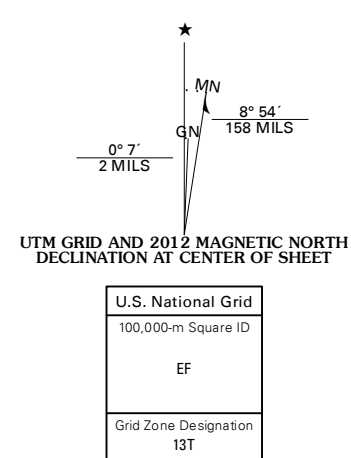 ★
MN
GN
8° 54´
158 MILS
0° 7´
2 MILS
UTM GRID AND 2012 MAGNETIC NORTH
DECLINATION AT CENTER OF SHEET
U.S. National Grid
100,000-m Square ID
EF
Grid Zone Designation
13T